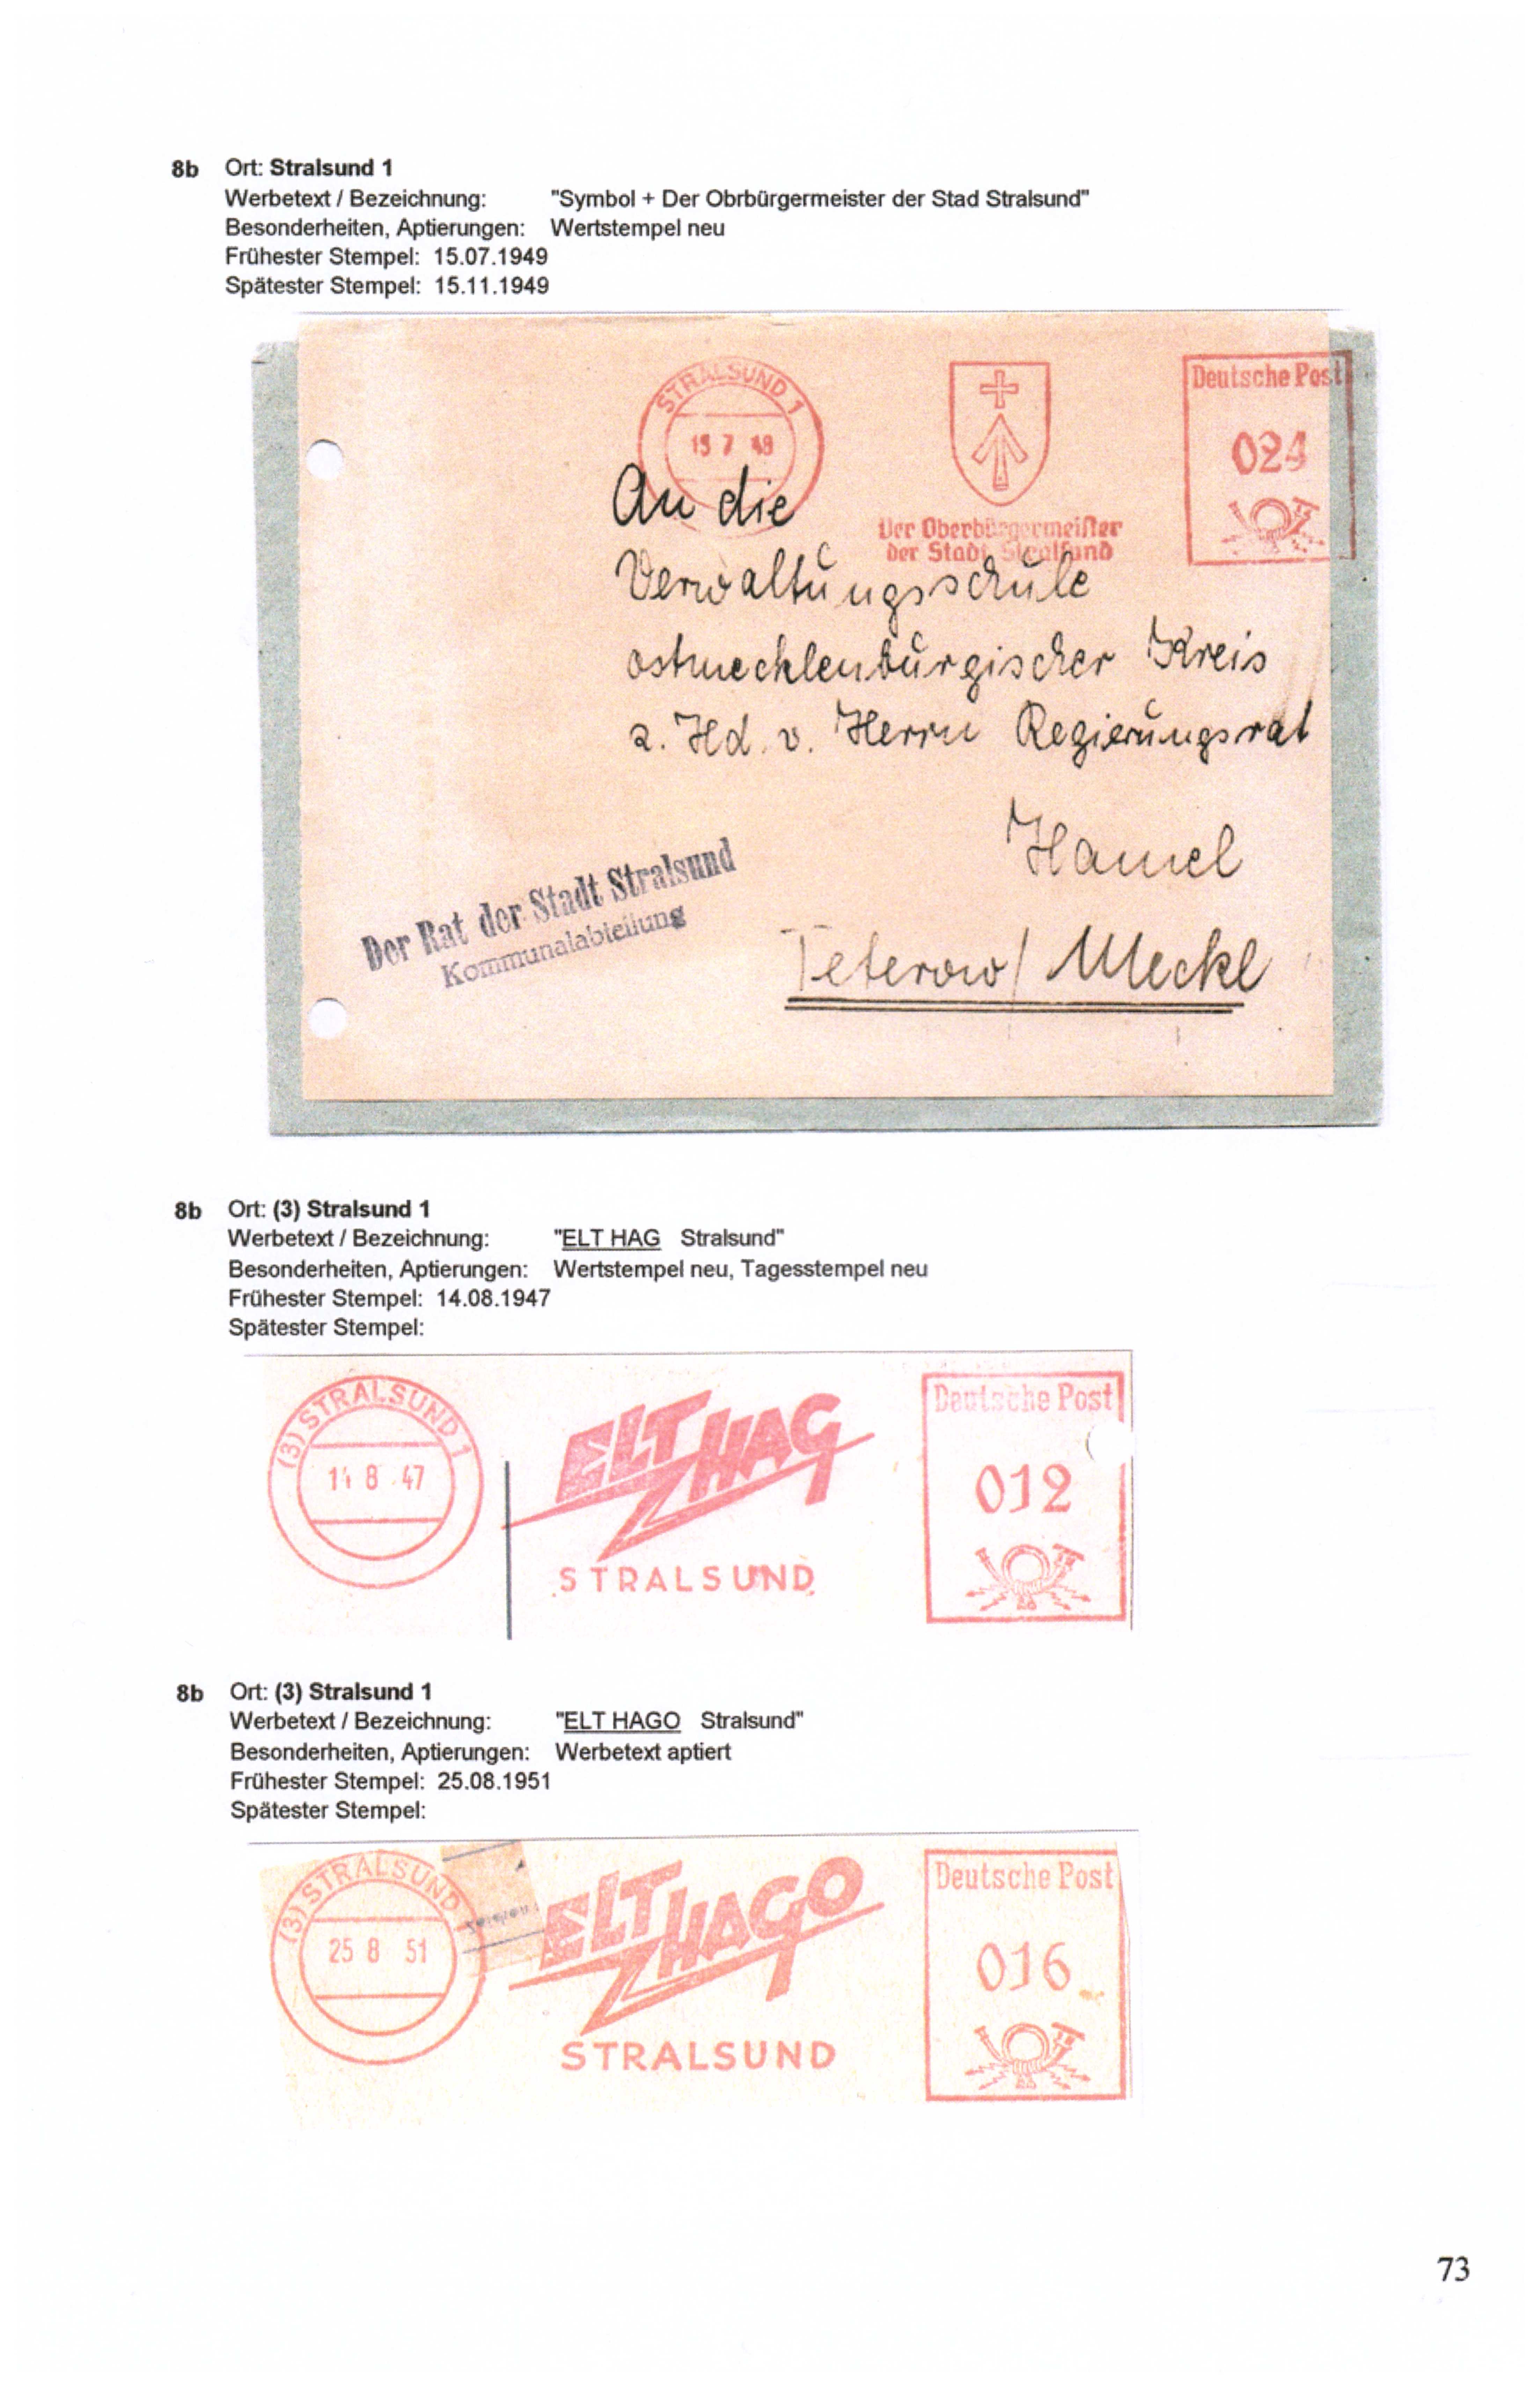 8b Ort: Stralsund 1
Werbetext / Bezeichnung: "Symbol + Der Obrbürgermeister der Stad Stralsund"
Besonderheiten, Aptierungen: Wertstempel neu
Frühester Stempel: 15.07.1949
Spätester Stempel: 15.11.1949
STRALSUND 1
15 7 49
Deutsche Post
024
Der Oberbürgermeister
der Stadt Stralsund
An die
Verwaltungsschule
ostmecklenburgischer Kreis
z. Hd. v. Herrn Regierungsrat
Hamel
Teterow/ Meckl
Der Rat der Stadt Stralsund
Kommunalabteilung
8b Ort: (3) Stralsund 1
Werbetext / Bezeichnung: "ELT HAG Stralsund"
Besonderheiten, Aptierungen: Wertstempel neu, Tagesstempel neu
Frühester Stempel: 14.08.1947
Spätester Stempel:
(3) STRALSUND 1
14 8 47
ELT HAG
STRALSUND
Deutsche Post
012
8b Ort: (3) Stralsund 1
Werbetext / Bezeichnung: "ELT HAGO Stralsund"
Besonderheiten, Aptierungen: Werbetext aptiert
Frühester Stempel: 25.08.1951
Spätester Stempel:
(3) STRALSUND
25 8 51
ELT HAGO
STRALSUND
Deutsche Post
016
73